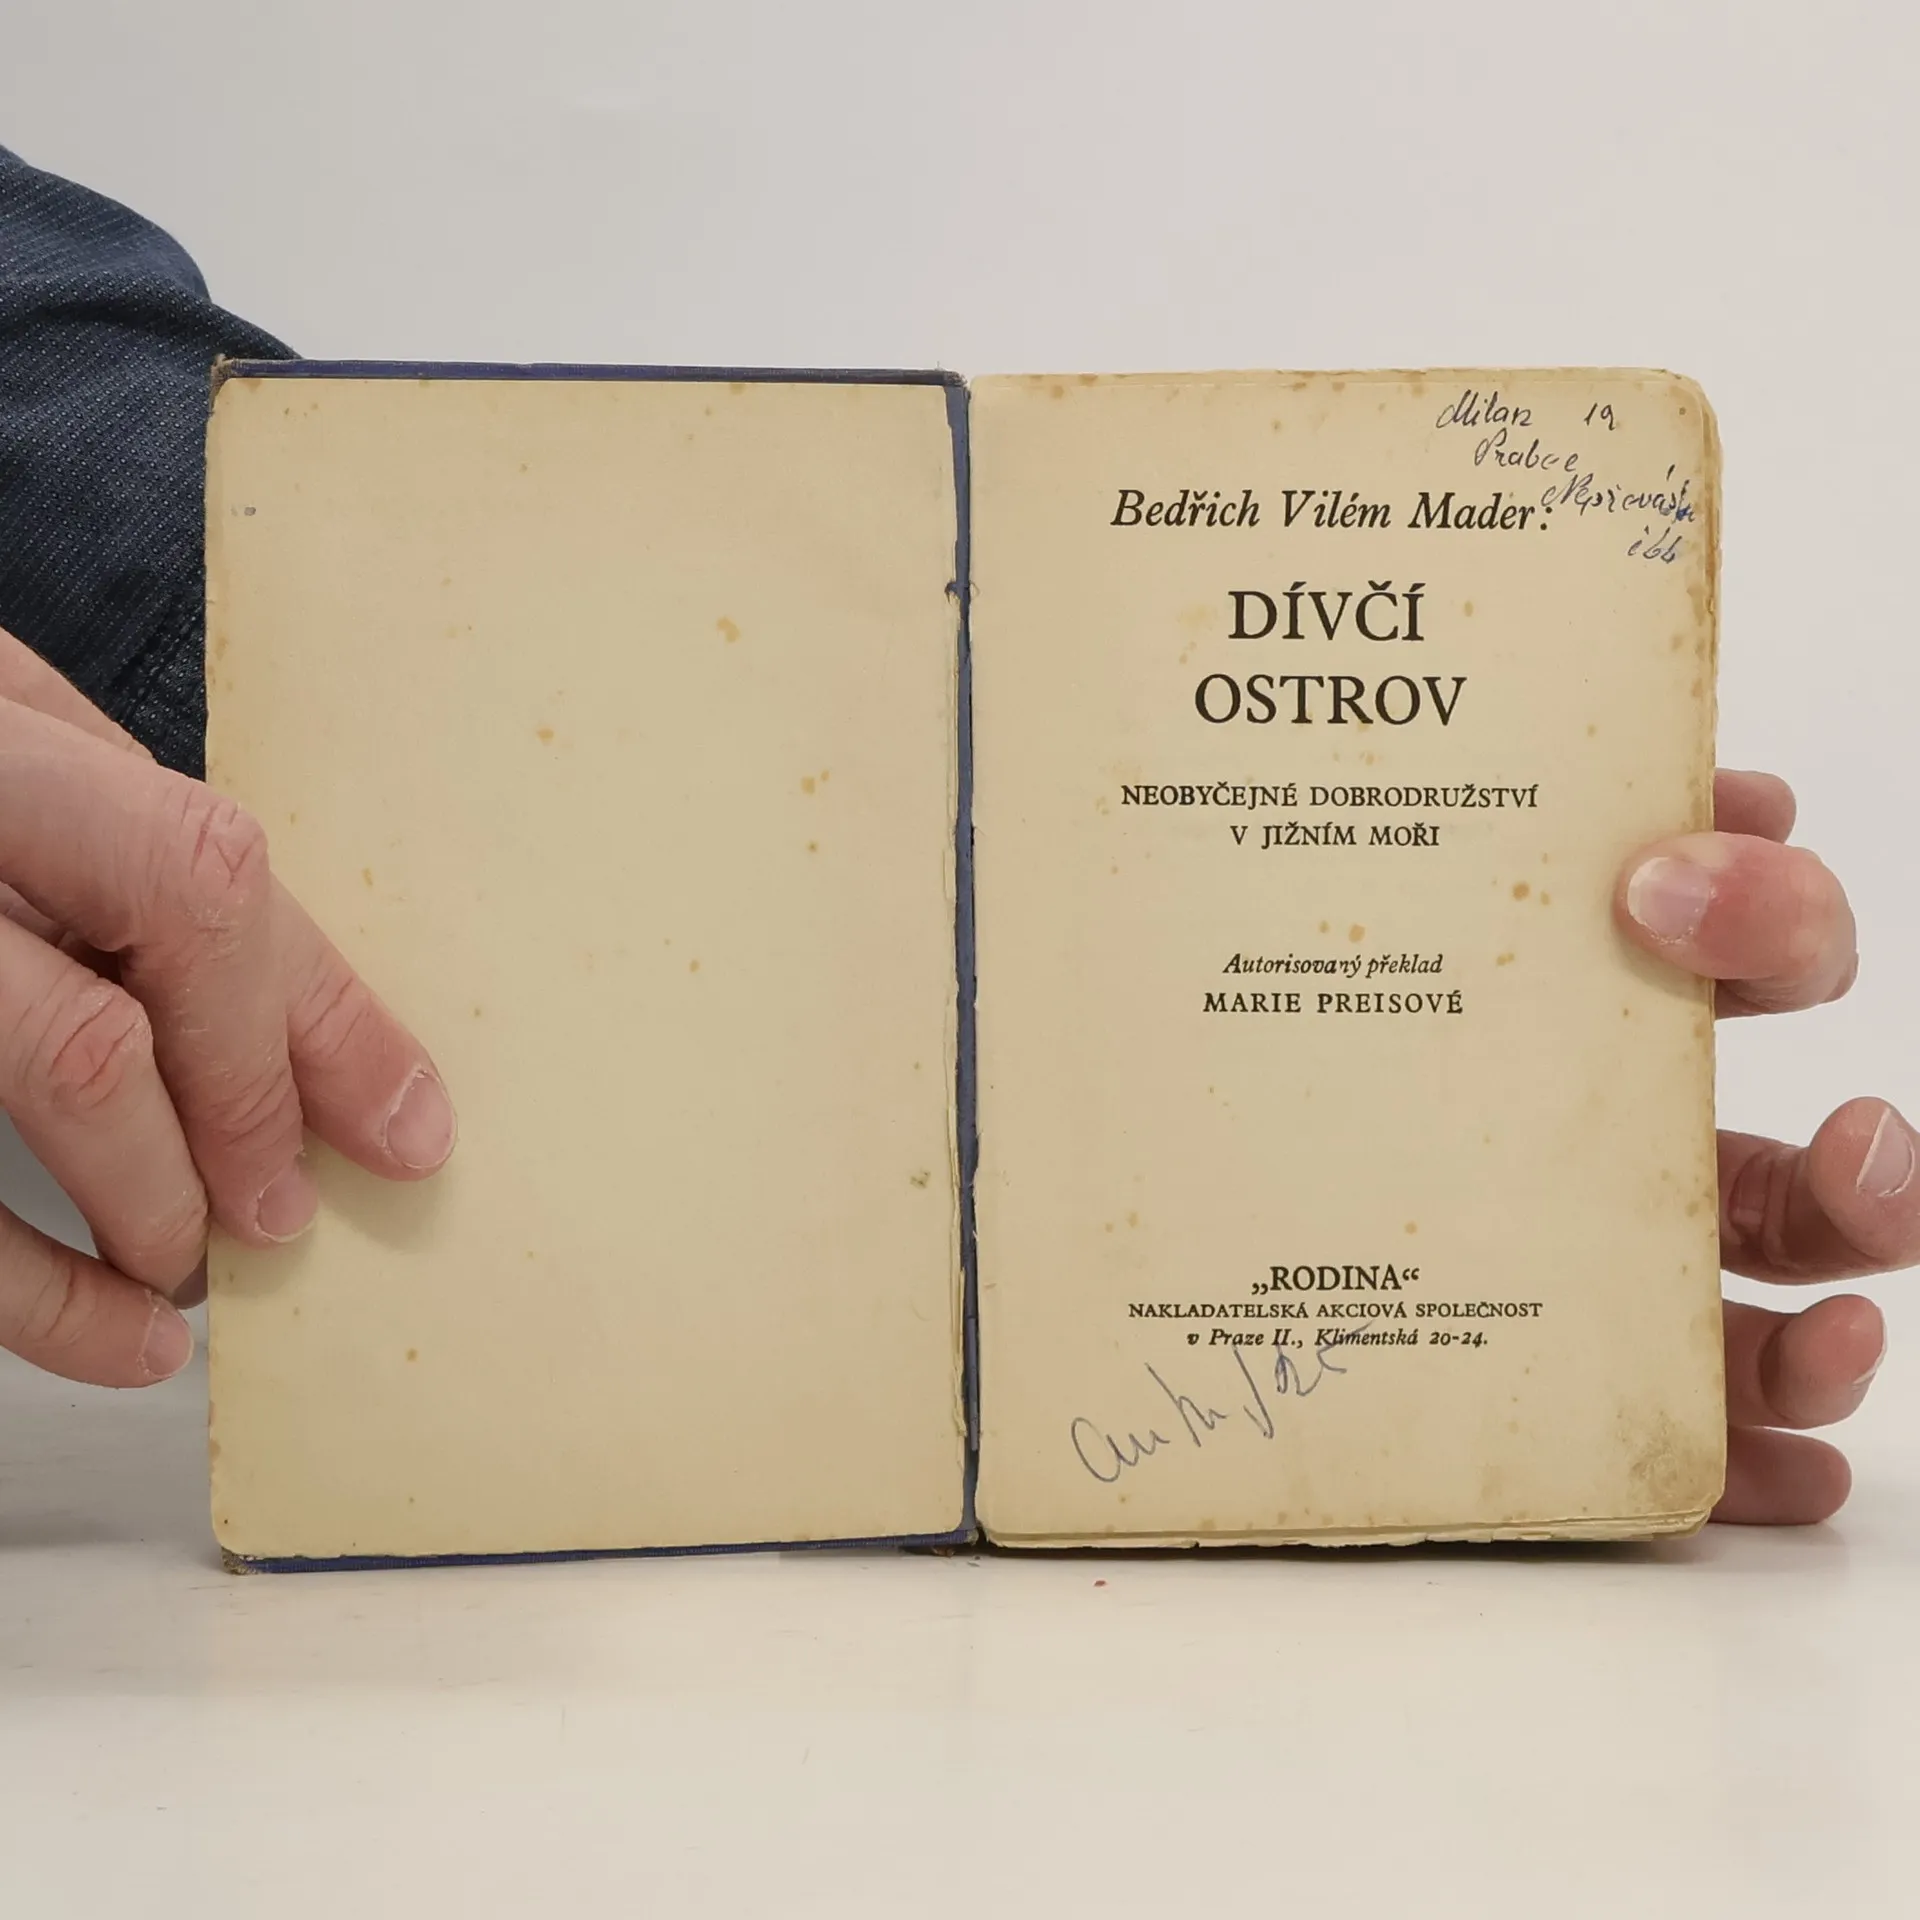 Milan 19
Bedřich Vilém Mader:
DÍVČÍ
OSTROV
NEOBYČEJNÉ DOBRODRUŽSTVÍ
V JIŽNÍM MOŘI
Autorisovaný překlad
MARIE PREISOVÉ
„RODINA“
NAKLADATELSKÁ AKCIOVÁ SPOLEČNOST
v Praze II., Klimentská 20-24.